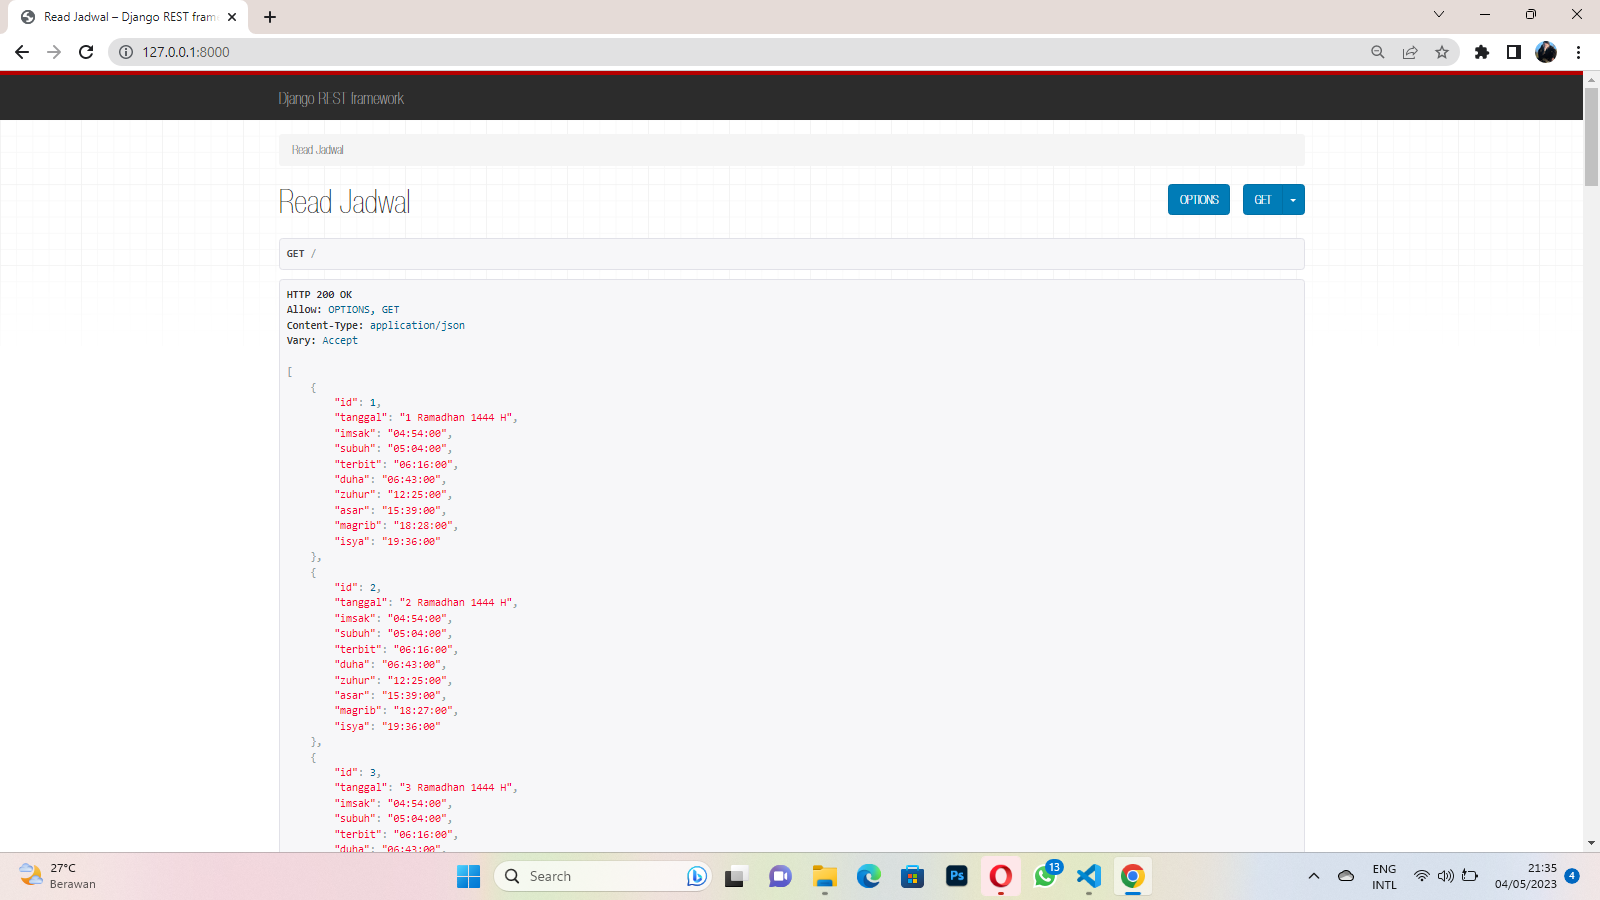 Read Jadwal – Django REST fram
127.0.0.1:8000
Django REST framework
Read Jadwal
Read Jadwal
OPTIONS
GET
GET /
HTTP 200 OK
Allow: OPTIONS, GET
Content-Type: application/json
Vary: Accept
[
{
"id": 1,
"tanggal": "1 Ramadhan 1444 H",
"imsak": "04:54:00",
"subuh": "05:04:00",
"terbit": "06:16:00",
"duha": "06:43:00",
"zuhur": "12:25:00",
"asar": "15:39:00",
"magrib": "18:28:00",
"isya": "19:36:00"
},
{
"id": 2,
"tanggal": "2 Ramadhan 1444 H",
"imsak": "04:54:00",
"subuh": "05:04:00",
"terbit": "06:16:00",
"duha": "06:43:00",
"zuhur": "12:25:00",
"asar": "15:39:00",
"magrib": "18:27:00",
"isya": "19:36:00"
},
{
"id": 3,
"tanggal": "3 Ramadhan 1444 H",
"imsak": "04:54:00",
"subuh": "05:04:00",
"terbit": "06:16:00",
"duha": "06:43:00",
27°C
Berawan
Search
Ps
13
ENG
INTL
21:35
04/05/2023
4